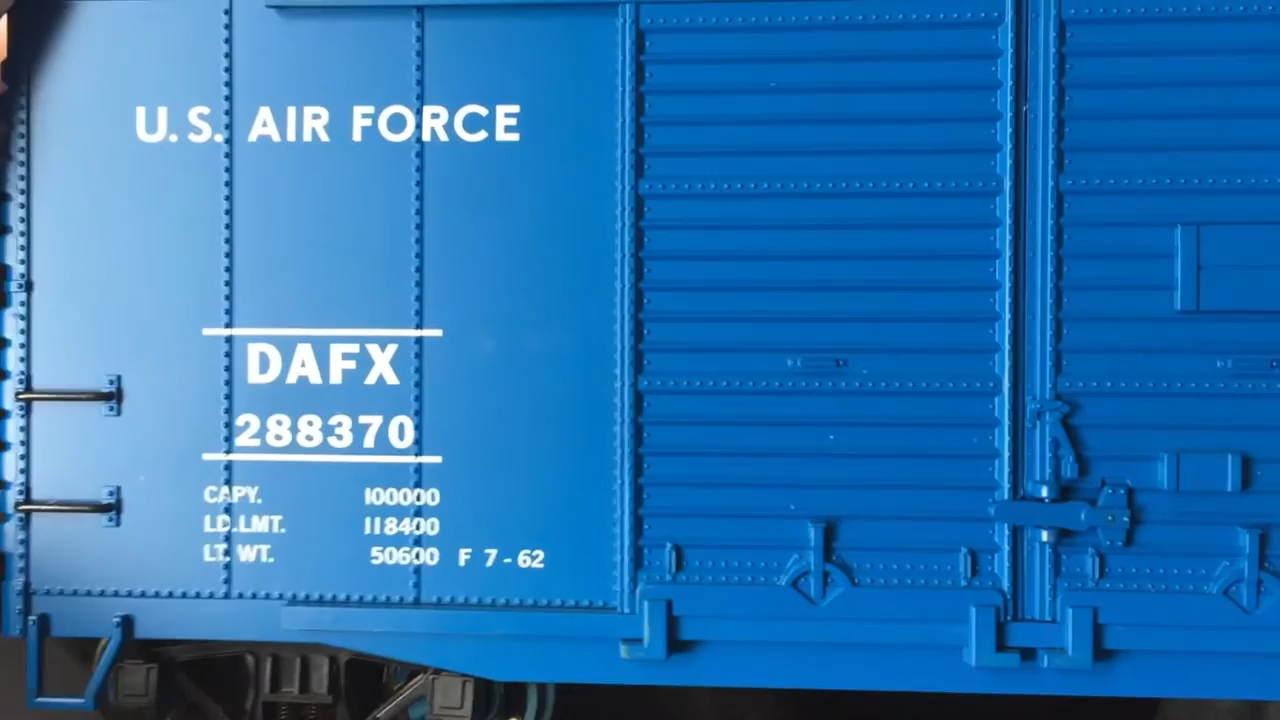 U.S. AIR FORCE
DAFX
288370
CAPY. 100000
LD.LMT. 118400
LT. WT. 50600 F 7-62